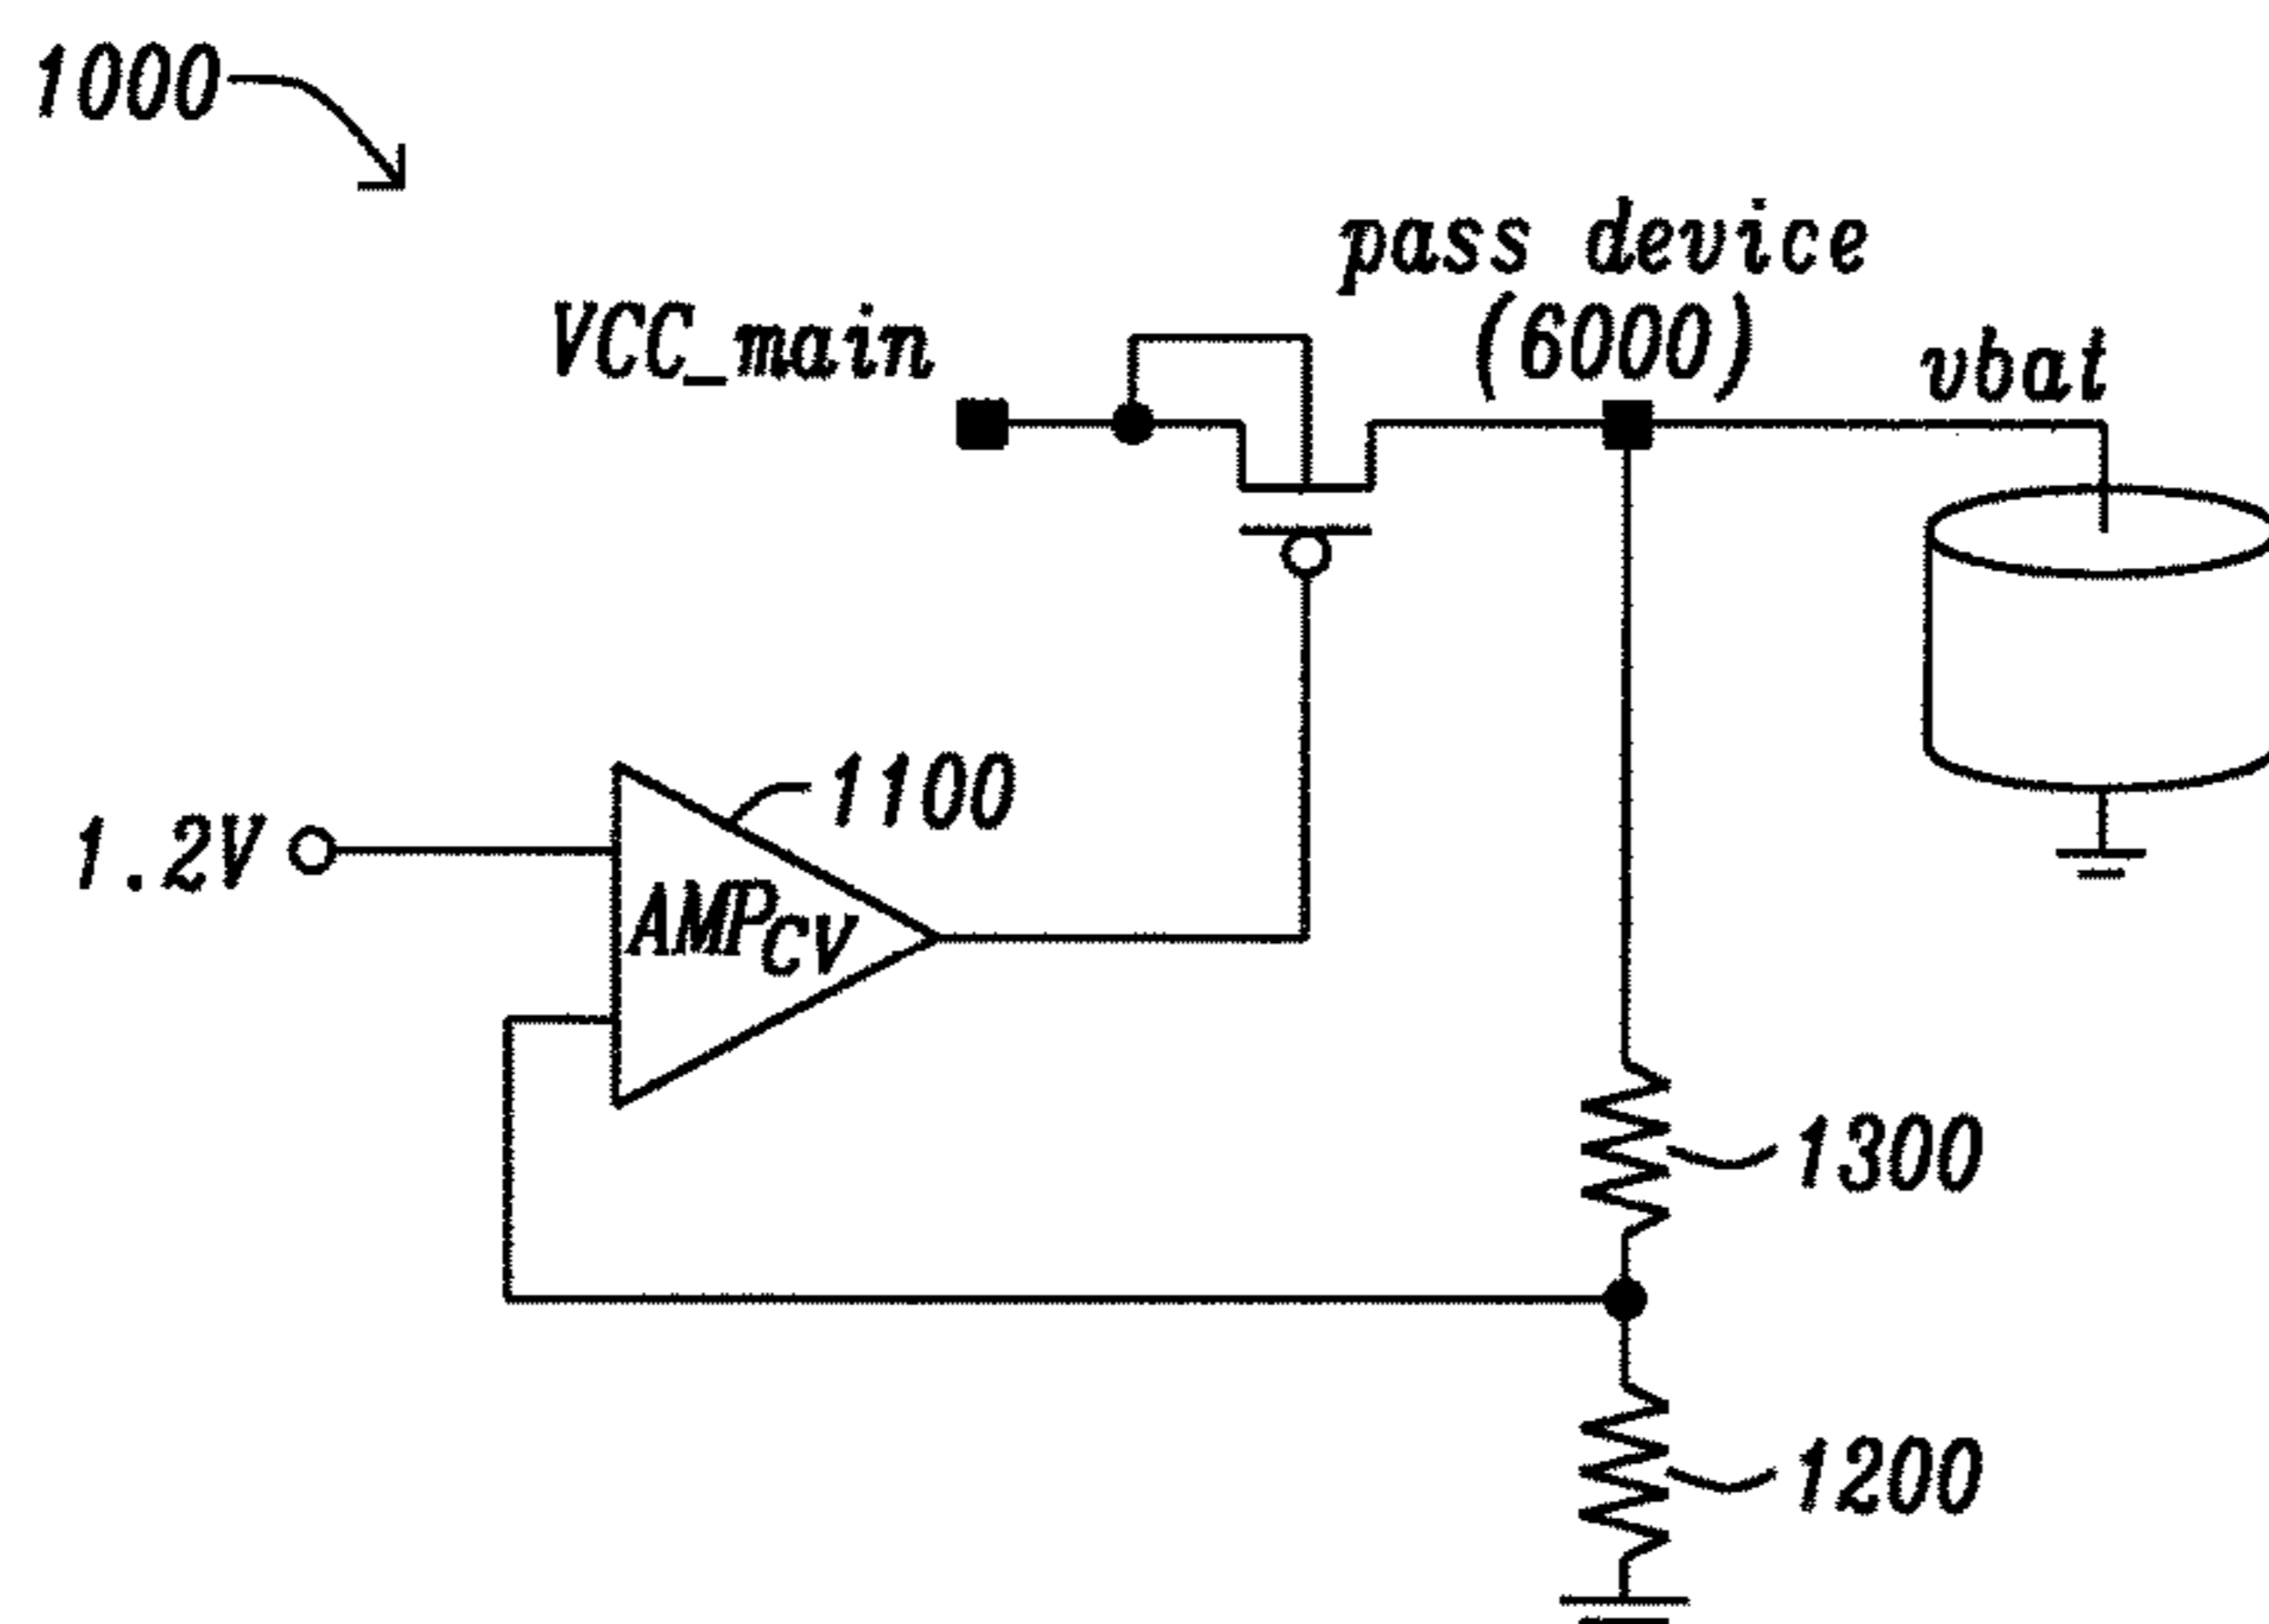 1000
pass device
(6000)
VCC_main
vbat
1100
1.2V
AMPCV
1300
1200